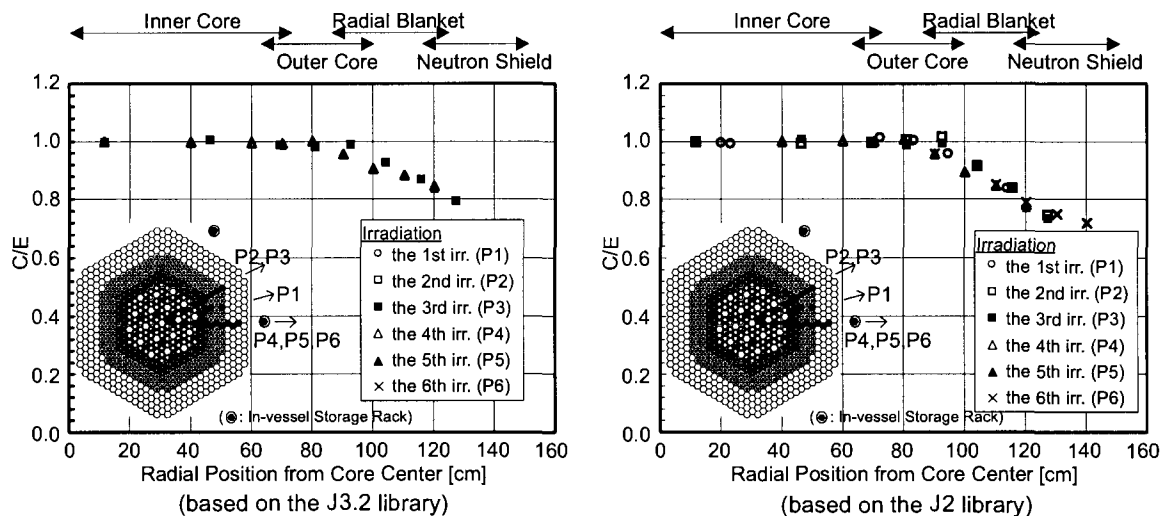 Inner Core
Radial Blanket
Outer Core
Neutron Shield
1.2
1.0
0.8
0.6
0.4
0.2
0.0
C/E
P2,P3
P1
P4,P5,P6
(◉: In-vessel Storage Rack)
Irradiation
the 1st irr. (P1)
the 2nd irr. (P2)
the 3rd irr. (P3)
the 4th irr. (P4)
the 5th irr. (P5)
the 6th irr. (P6)
0 20 40 60 80 100 120 140 160
Radial Position from Core Center [cm]
(based on the J3.2 library)
Inner Core
Radial Blanket
Outer Core
Neutron Shield
1.2
1.0
0.8
0.6
0.4
0.2
0.0
C/E
P2,P3
P1
P4,P5,P6
(◉: In-vessel Storage Rack)
Irradiation
the 1st irr. (P1)
the 2nd irr. (P2)
the 3rd irr. (P3)
the 4th irr. (P4)
the 5th irr. (P5)
the 6th irr. (P6)
0 20 40 60 80 100 120 140 160
Radial Position from Core Center [cm]
(based on the J2 library)